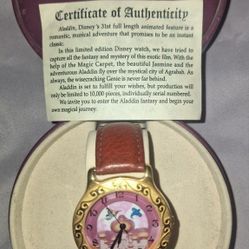 Certificate of Authenticity
Aladdin, Disney's 31st full length animated feature is a
romantic, musical adventure that promises to be an instant
classic.
In this limited edition Disney watch, we have tried to
capture all the fantasy and mystery of this exotic film. With the
help of the Magic Carpet, the beautiful Jasmine and the
adventurous Aladdin fly over the mystical city of Agrabah. As
always, the wisecracking Genie is never far behind.
Aladdin is set to fulfill your wishes, but production will
only be limited to 10,000 pieces, individually serial numbered.
We invite you to enter the Aladdin fantasy and begin your
own magical journey.